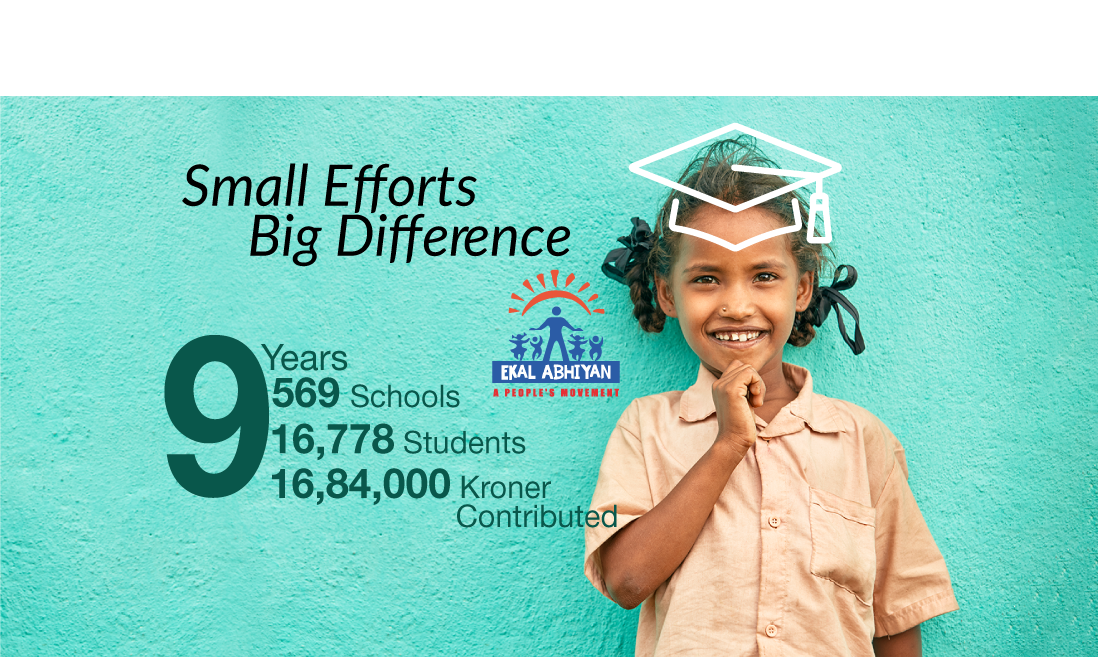 Small Efforts
Big Difference
EKAL ABHIYAN
A PEOPLE'S MOVEMENT
9 Years
569 Schools
16,778 Students
16,84,000 Kroner
Contributed